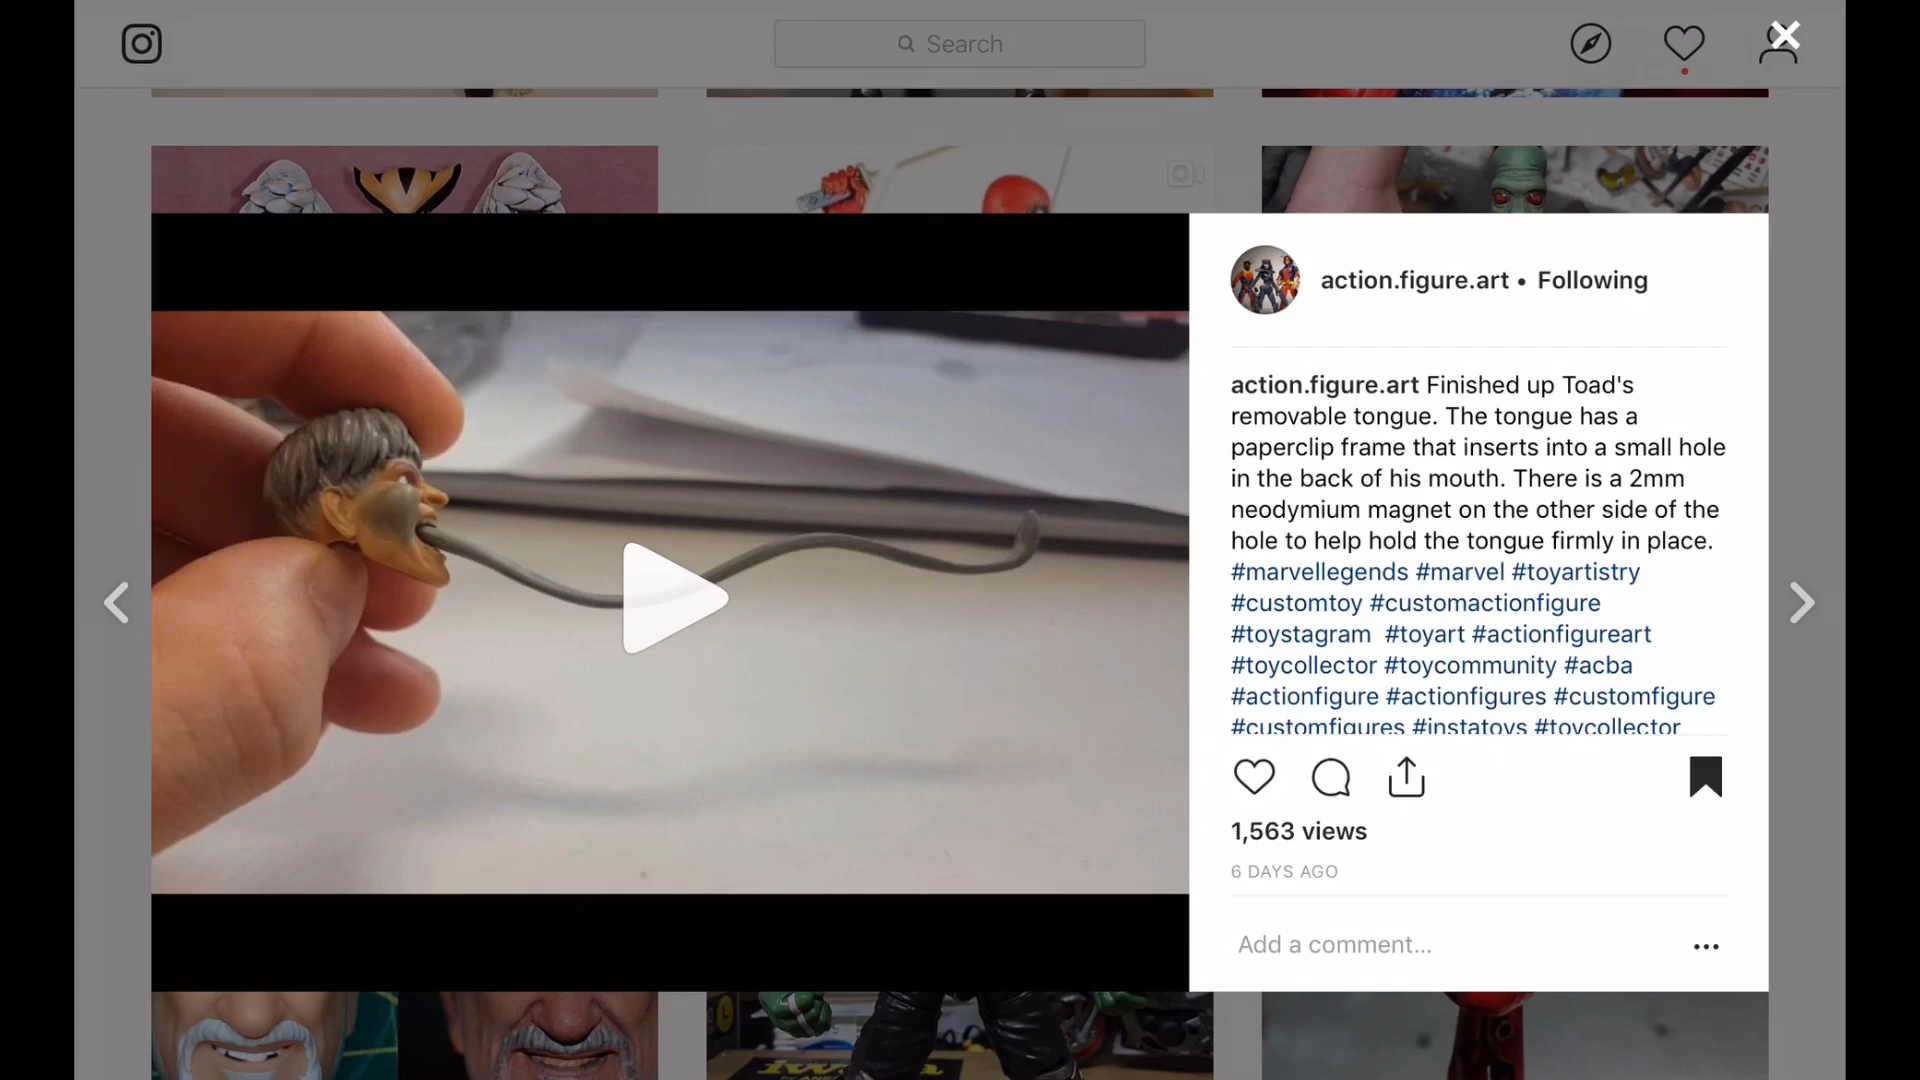 Search
action.figure.art • Following
action.figure.art Finished up Toad's
removable tongue. The tongue has a
paperclip frame that inserts into a small hole
in the back of his mouth. There is a 2mm
neodymium magnet on the other side of the
hole to help hold the tongue firmly in place.
#marvellegends #marvel #toyartistry
#customtoy #customactionfigure
#toystagram #toyart #actionfigureart
#toycollector #toycommunity #acba
#actionfigure #actionfigures #customfigure
#customfigures #instatoys #toycollector
1,563 views
6 DAYS AGO
Add a comment...